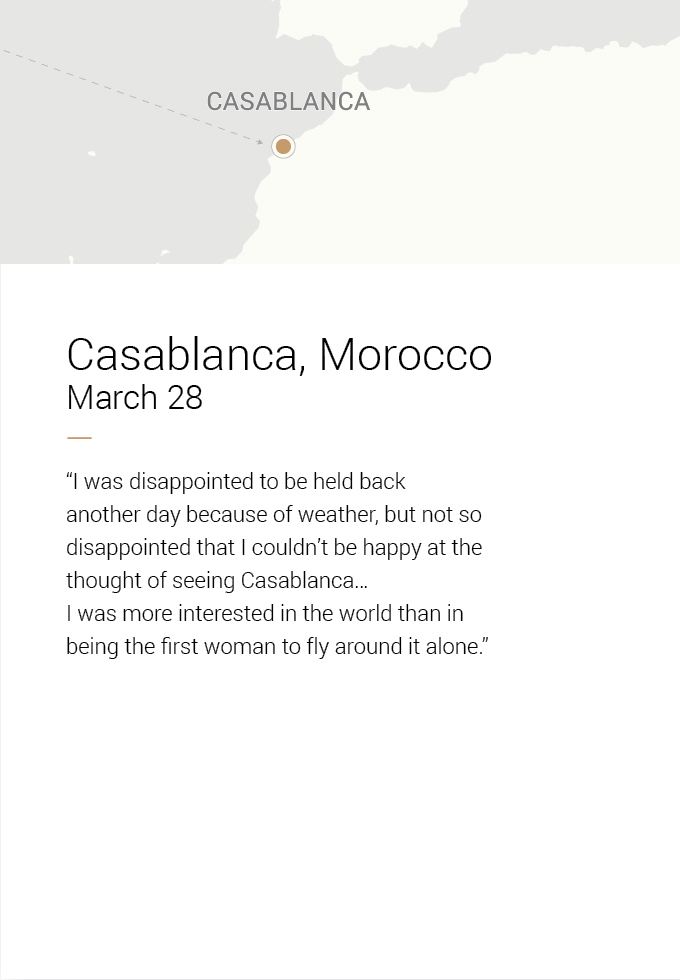 CASABLANCA
Casablanca, Morocco
March 28
“I was disappointed to be held back
another day because of weather, but not so
disappointed that I couldn’t be happy at the
thought of seeing Casablanca...
I was more interested in the world than in
being the first woman to fly around it alone.”